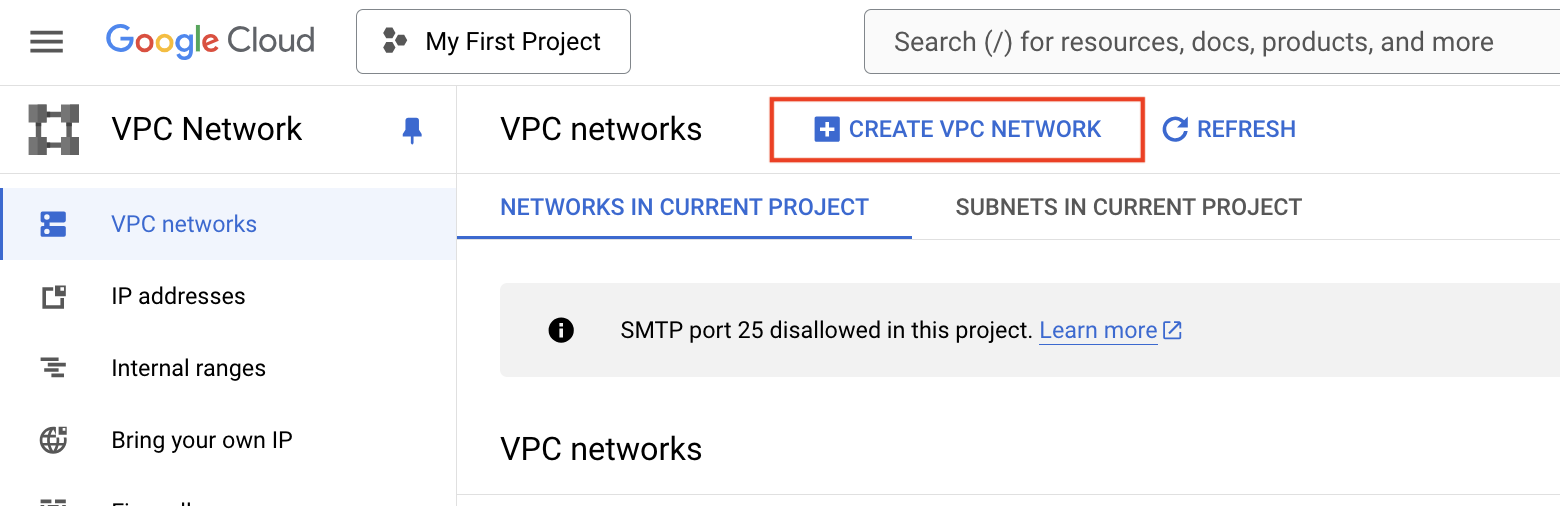 Google Cloud
My First Project
Search (/) for resources, docs, products, and more
VPC Network
VPC networks
IP addresses
Internal ranges
Bring your own IP
VPC networks
CREATE VPC NETWORK
REFRESH
NETWORKS IN CURRENT PROJECT
SUBNETS IN CURRENT PROJECT
SMTP port 25 disallowed in this project. Learn more
VPC networks